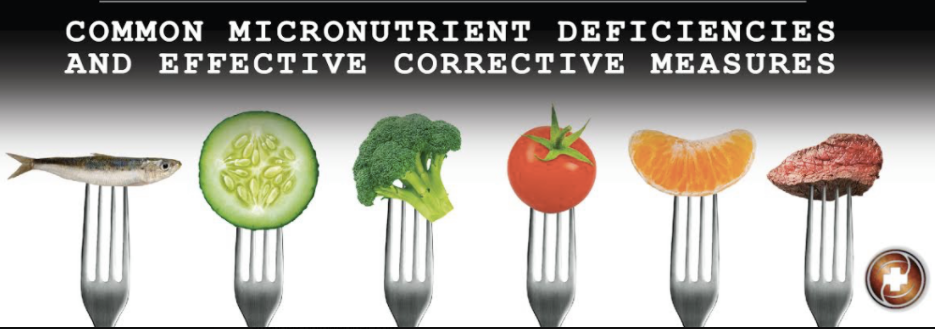 COMMON MICRONUTRIENT DEFICIENCIES
AND EFFECTIVE CORRECTIVE MEASURES